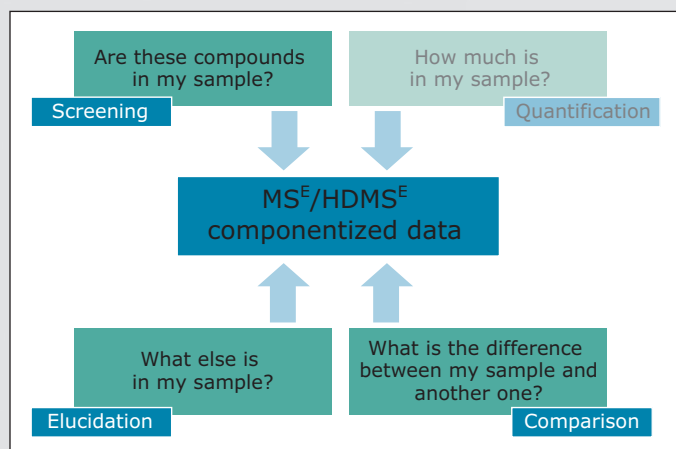 Are these compounds
in my sample?
Screening
How much is
in my sample?
Quantification
MSᴱ/HDMSᴱ
componentized data
What else is
in my sample?
Elucidation
What is the difference
between my sample and
another one?
Comparison